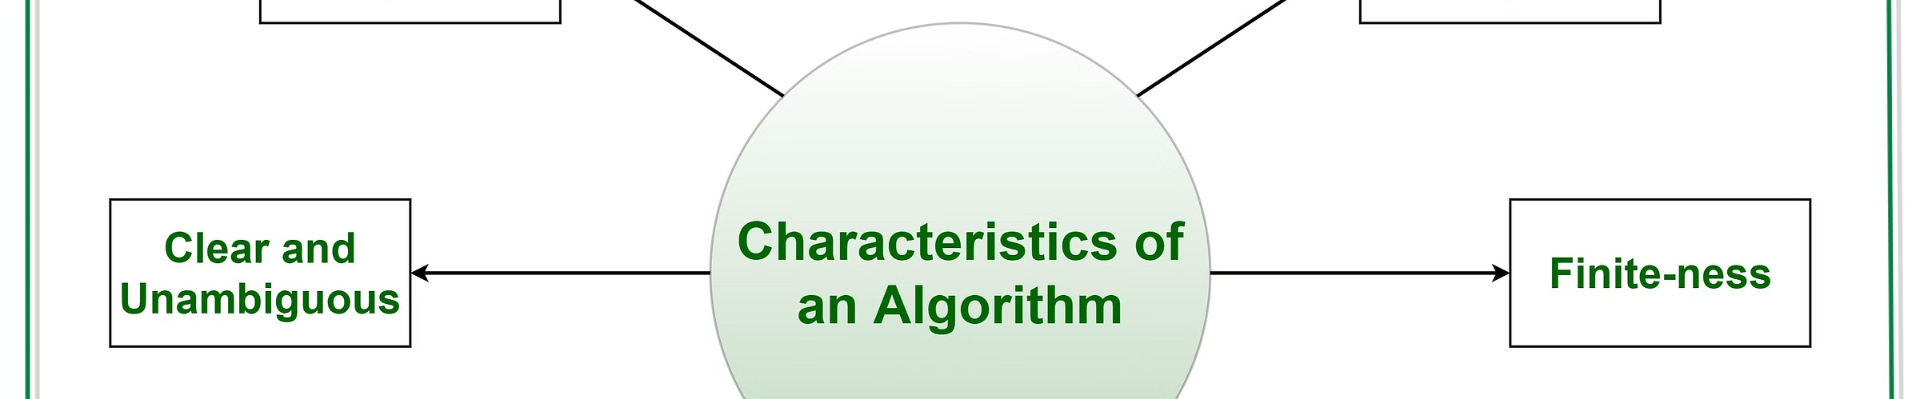 Clear and
Unambiguous
Characteristics of
an Algorithm
Finite-ness